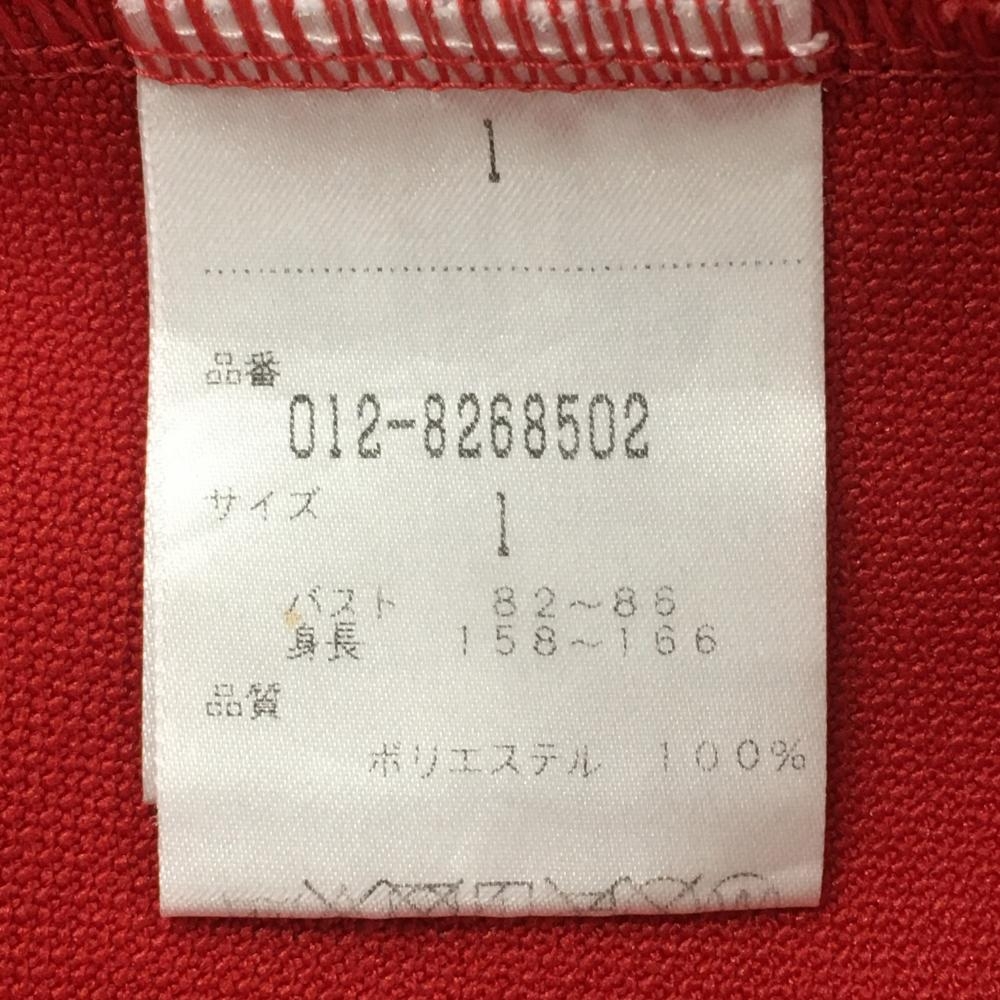 1
品番
012-8268502
サイズ 1
バスト 82～86
身長 158～166
品質
ポリエステル 100%